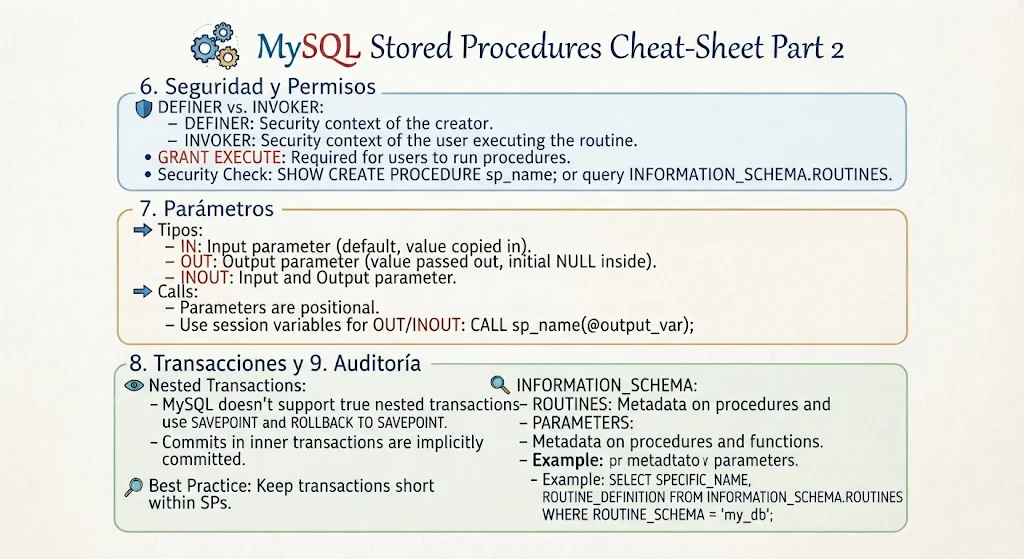 MySQL Stored Procedures Cheat-Sheet Part 2
6. Seguridad y Permisos
DEFINER vs. INVOKER:
– DEFINER: Security context of the creator.
– INVOKER: Security context of the user executing the routine.
• GRANT EXECUTE: Required for users to run procedures.
• Security Check: SHOW CREATE PROCEDURE sp_name; or query INFORMATION_SCHEMA.ROUTINES.
7. Parámetros
Tipos:
– IN: Input parameter (default, value copied in).
– OUT: Output parameter (value passed out, initial NULL inside).
– INOUT: Input and Output parameter.
Calls:
– Parameters are positional.
– Use session variables for OUT/INOUT: CALL sp_name(@output_var);
8. Transacciones y 9. Auditoría
Nested Transactions:
– MySQL doesn't support true nested transactions
use SAVEPOINT and ROLLBACK TO SAVEPOINT.
– Commits in inner transactions are implicitly
committed.
Best Practice: Keep transactions short
within SPs.
INFORMATION_SCHEMA:
– ROUTINES: Metadata on procedures and
– PARAMETERS:
– Metadata on procedures and functions.
– Example: pr metadtato v parameters.
– Example: SELECT SPECIFIC_NAME,
ROUTINE_DEFINITION FROM INFORMATION_SCHEMA.ROUTINES
WHERE ROUTINE_SCHEMA = 'my_db';